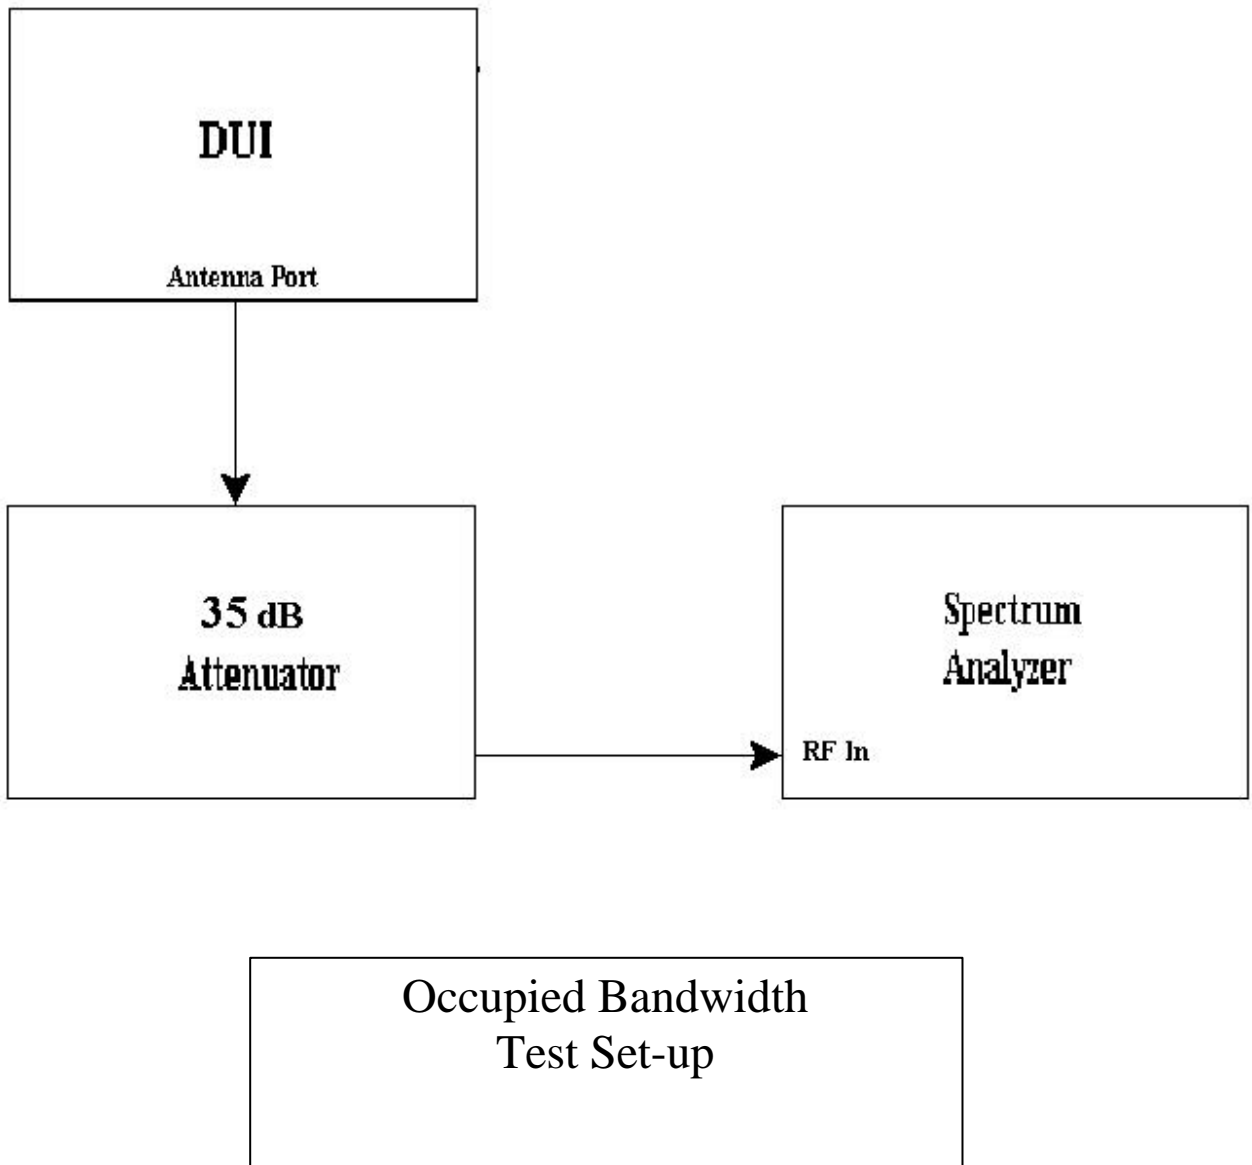 DUI
Antenna Port
35 dB
Attenuator
Spectrum
Analyzer
RF In
Occupied Bandwidth
Test Set-up